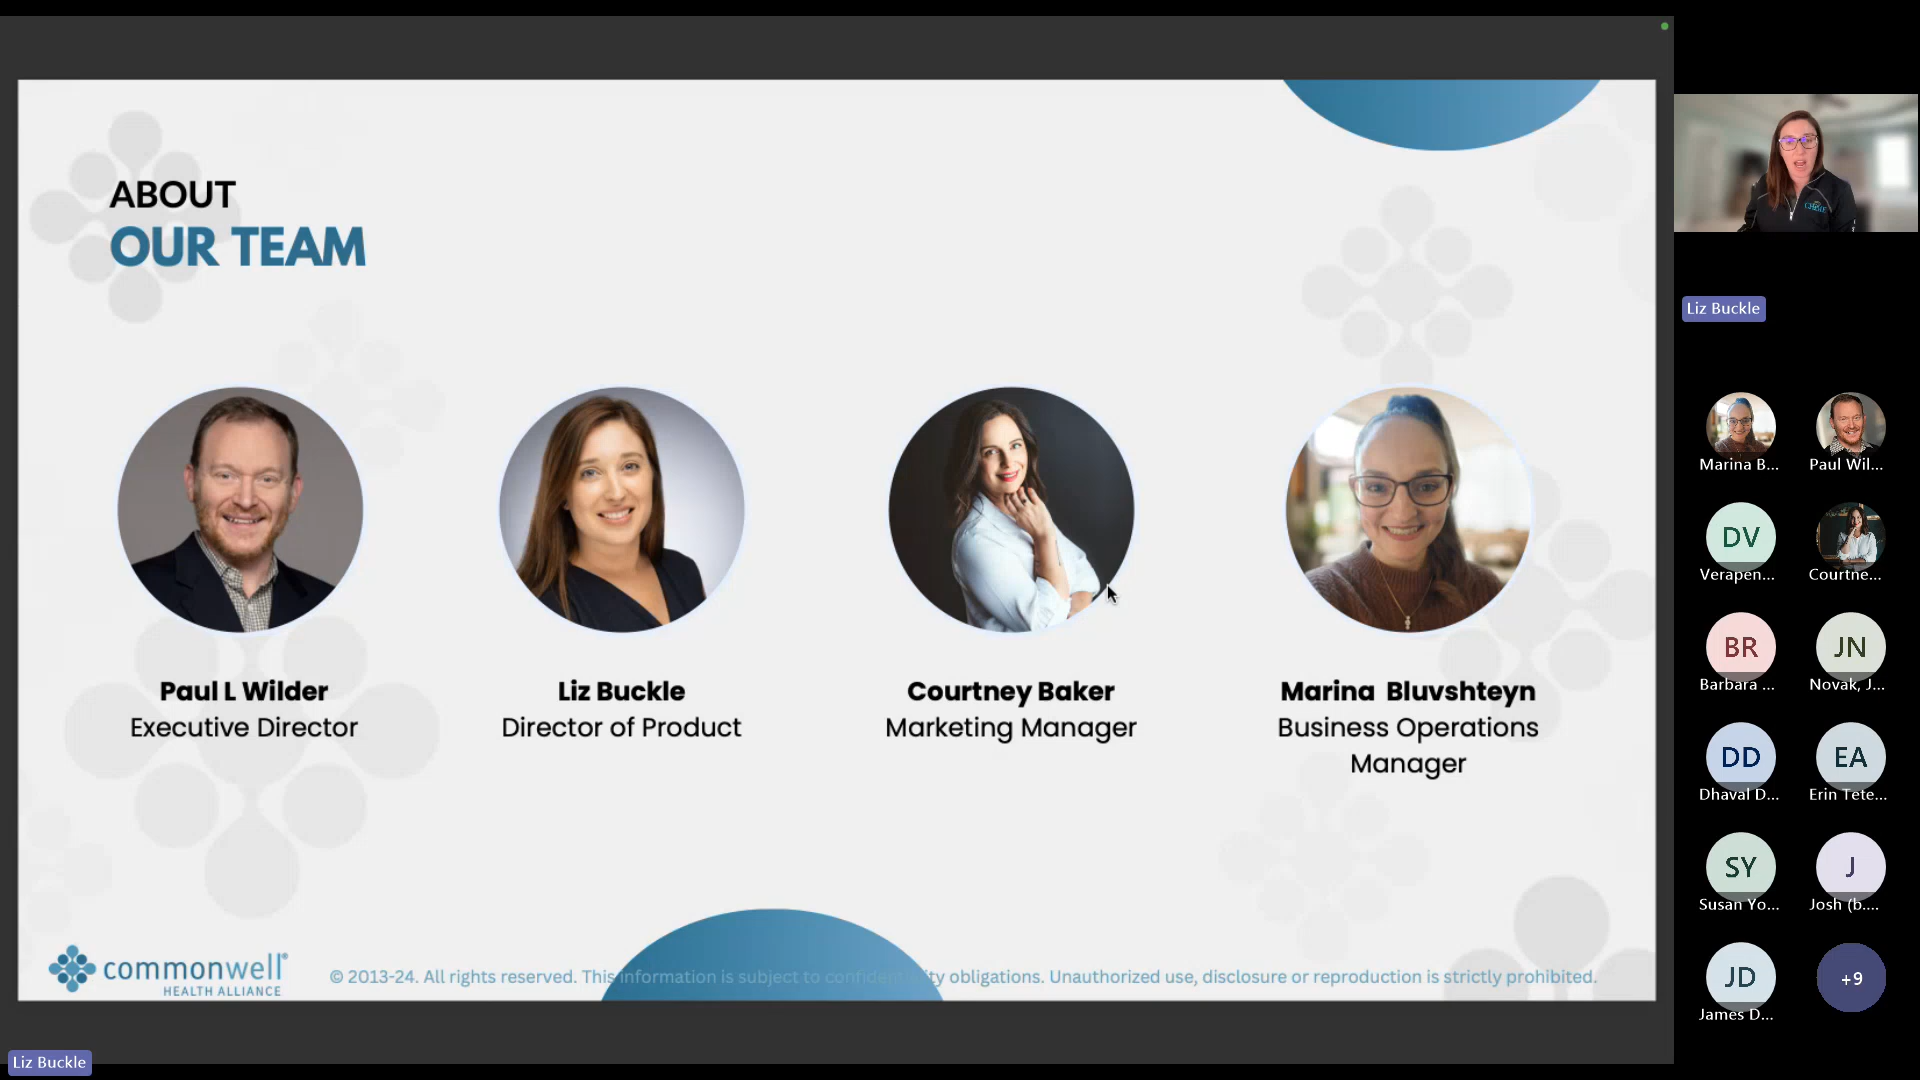 ABOUT
OUR TEAM
Paul L Wilder
Executive Director
Liz Buckle
Director of Product
Courtney Baker
Marketing Manager
Marina Bluvshteyn
Business Operations
Manager
commonwell®
HEALTH ALLIANCE
© 2013-24. All rights reserved. This information is subject to confidentiality obligations. Unauthorized use, disclosure or reproduction is strictly prohibited.
Liz Buckle
Liz Buckle
Marina B...
Paul Wil...
DV
Verapen...
Courtne...
BR
Barbara ...
JN
Novak, J...
DD
Dhaval D...
EA
Erin Tete...
SY
Susan Yo...
J
Josh (b....
JD
James D...
+9